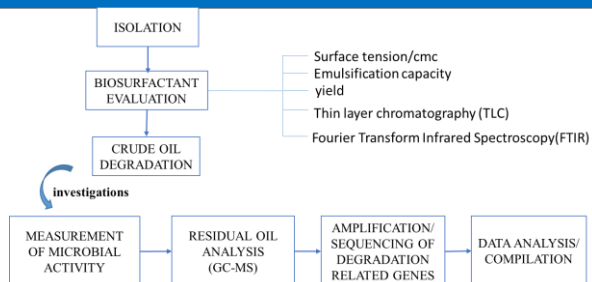 ISOLATION
BIOSURFACTANT
EVALUATION
Surface tension/cmc
Emulsification capacity
yield
Thin layer chromatography (TLC)
Fourier Transform Infrared Spectroscopy(FTIR)
CRUDE OIL
DEGRADATION
investigations
MEASUREMENT
OF MICROBIAL
ACTIVITY
RESIDUAL OIL
ANALYSIS
(GC-MS)
AMPLIFICATION/
SEQUENCING OF
DEGRADATION
RELATED GENES
DATA ANALYSIS/
COMPILATION